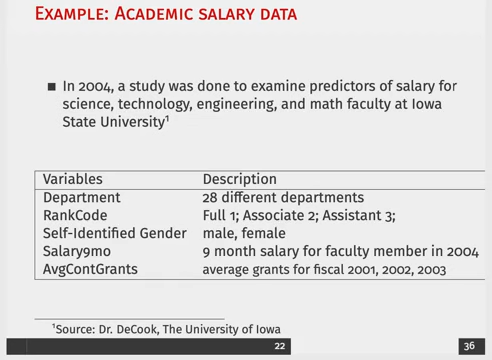 EXAMPLE: ACADEMIC SALARY DATA
■ In 2004, a study was done to examine predictors of salary for
science, technology, engineering, and math faculty at Iowa
State University¹
Variables Description
Department 28 different departments
RankCode Full 1; Associate 2; Assistant 3;
Self-Identified Gender male, female
Salary9mo 9 month salary for faculty member in 2004
AvgContGrants average grants for fiscal 2001, 2002, 2003
¹Source: Dr. DeCook, The University of Iowa
22 36